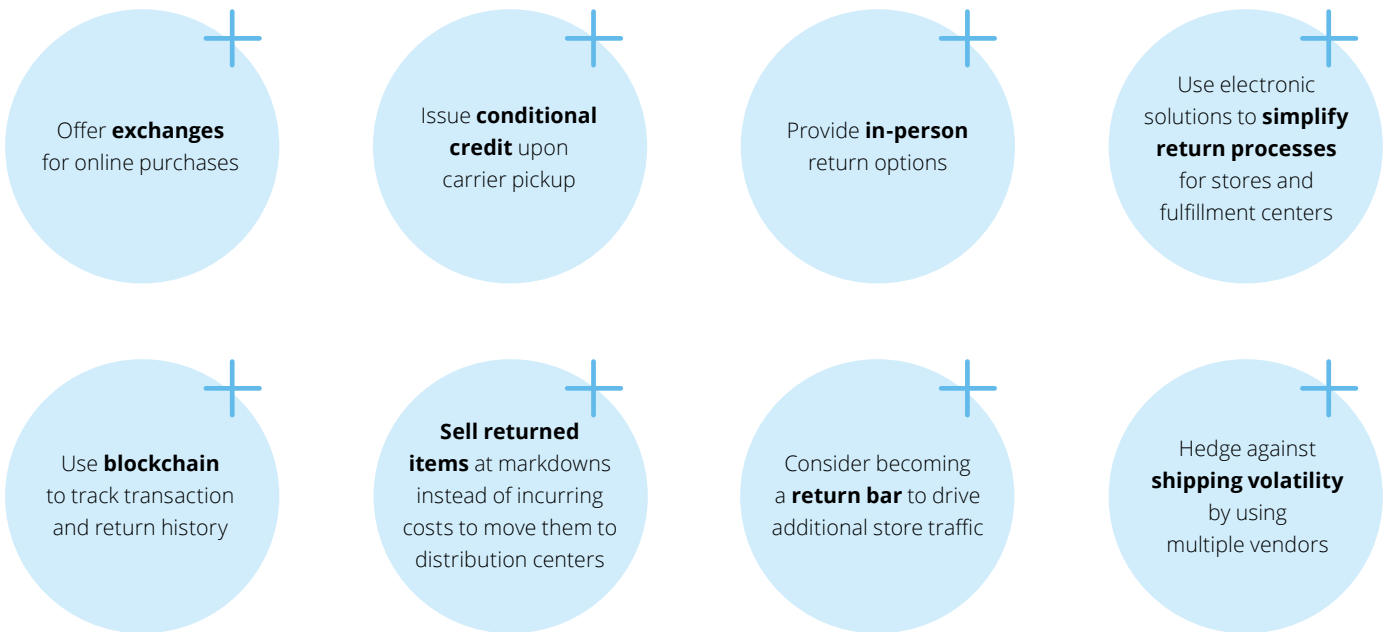 Offer exchanges
for online purchases
Issue conditional
credit upon
carrier pickup
Provide in-person
return options
Use electronic
solutions to simplify
return processes
for stores and
fulfillment centers
Use blockchain
to track transaction
and return history
Sell returned
items at markdowns
instead of incurring
costs to move them to
distribution centers
Consider becoming
a return bar to drive
additional store traffic
Hedge against
shipping volatility
by using
multiple vendors